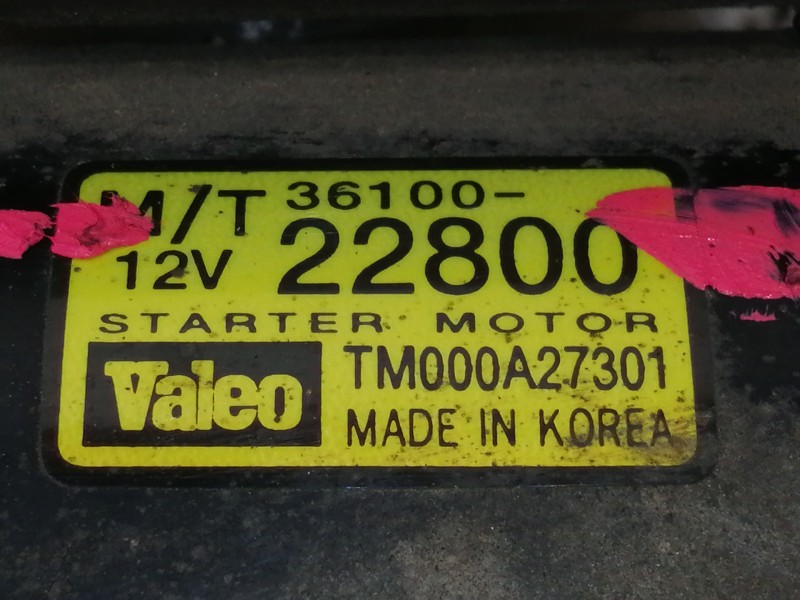 M/T 36100-
12V 22800
STARTER MOTOR
Valeo TM000A27301
MADE IN KOREA